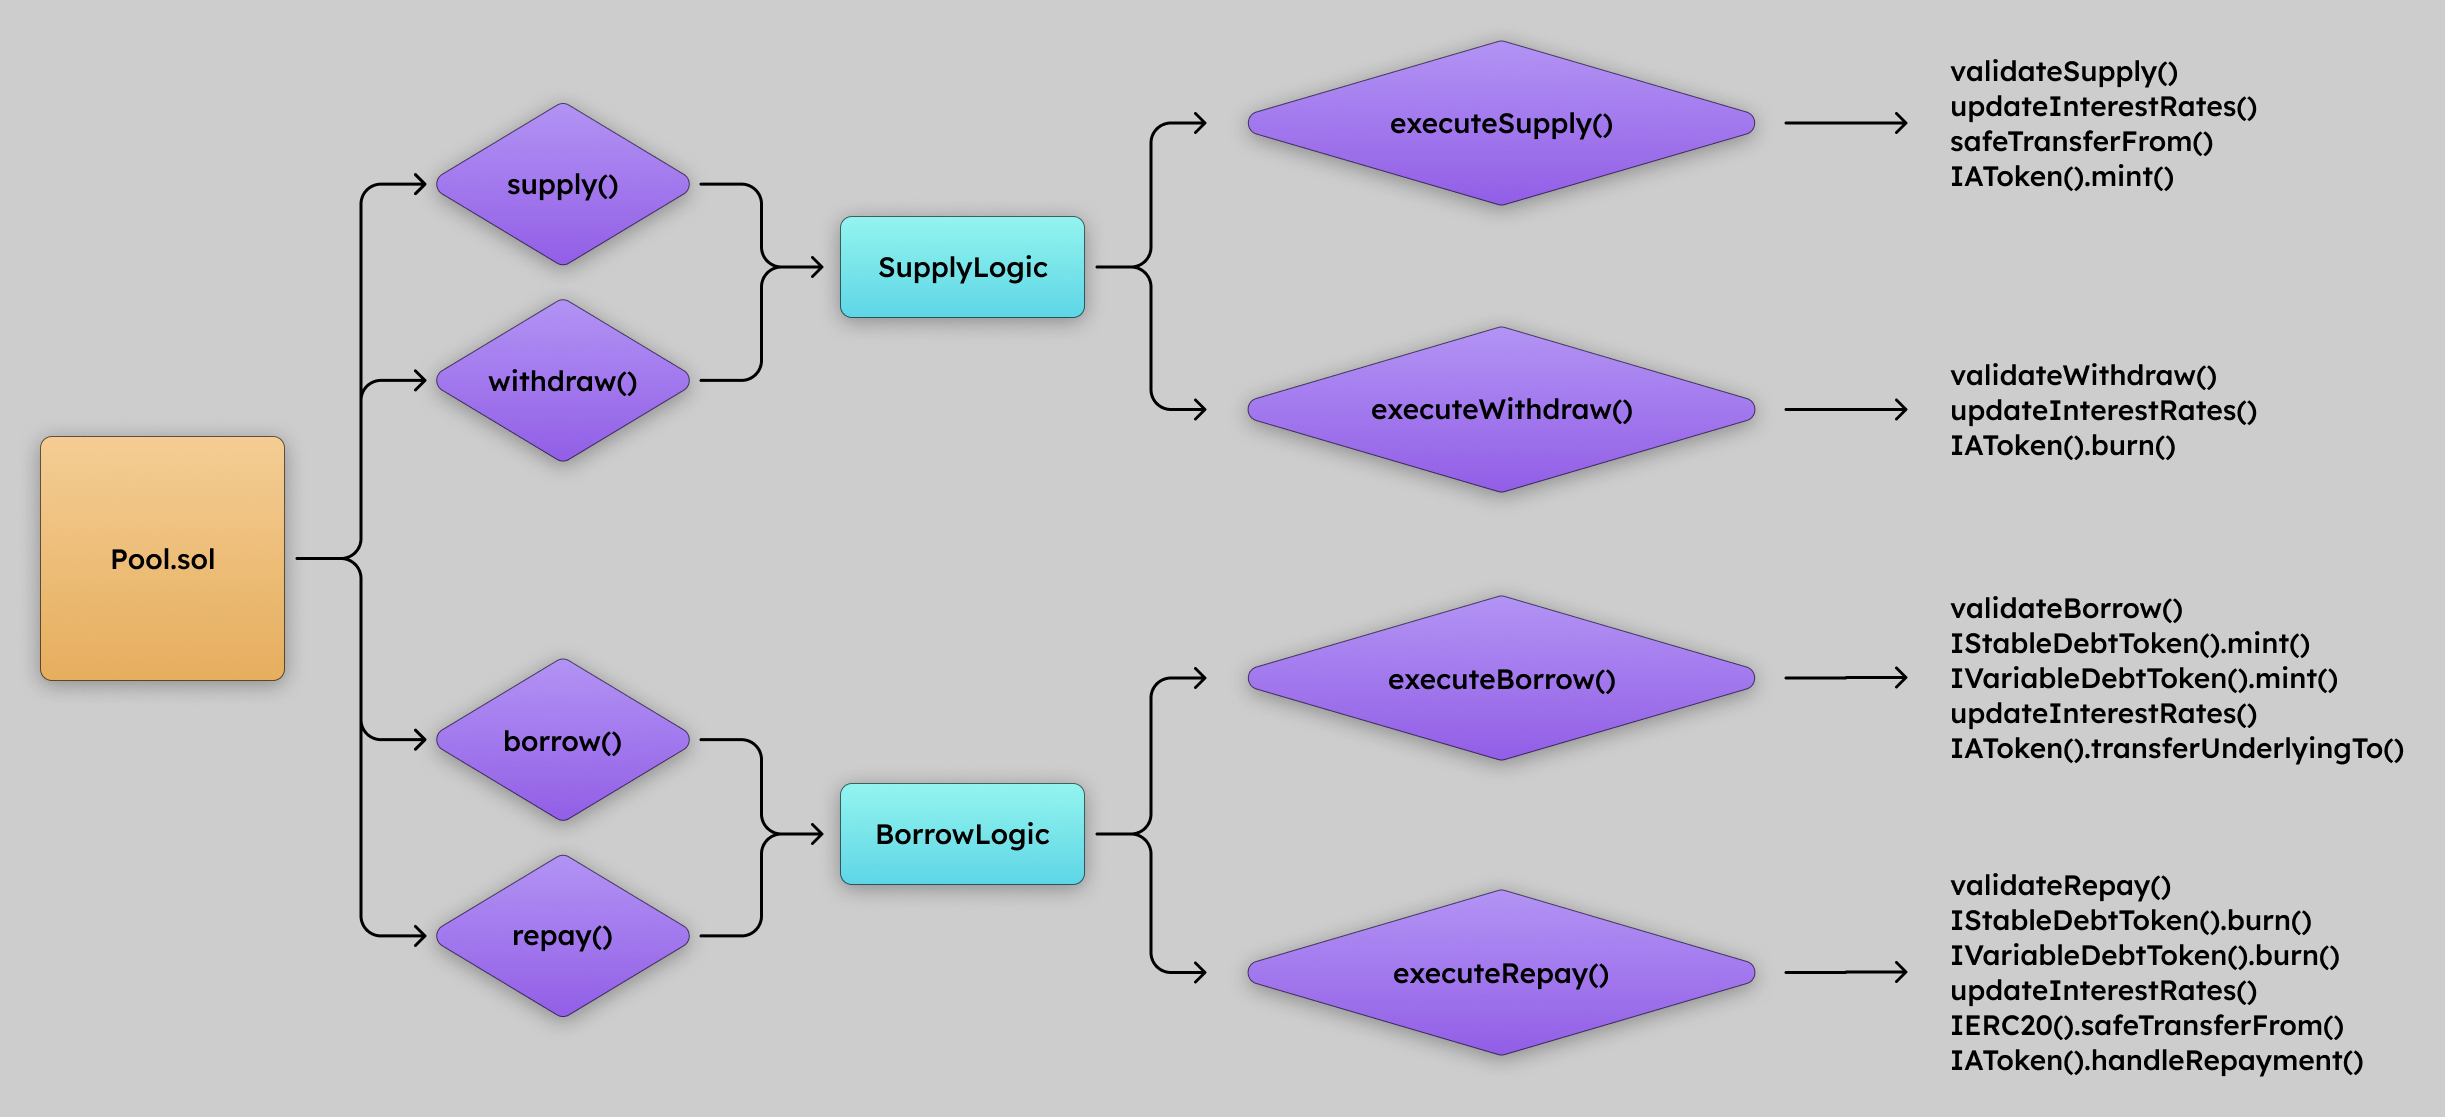 Pool.sol
supply()
withdraw()
borrow()
repay()
SupplyLogic
BorrowLogic
executeSupply()
executeWithdraw()
executeBorrow()
executeRepay()
validateSupply()
updateInterestRates()
safeTransferFrom()
IAToken().mint()
validateWithdraw()
updateInterestRates()
IAToken().burn()
validateBorrow()
IStableDebtToken().mint()
IVariableDebtToken().mint()
updateInterestRates()
IAToken().transferUnderlyingTo()
validateRepay()
IStableDebtToken().burn()
IVariableDebtToken().burn()
updateInterestRates()
IERC20().safeTransferFrom()
IAToken().handleRepayment()